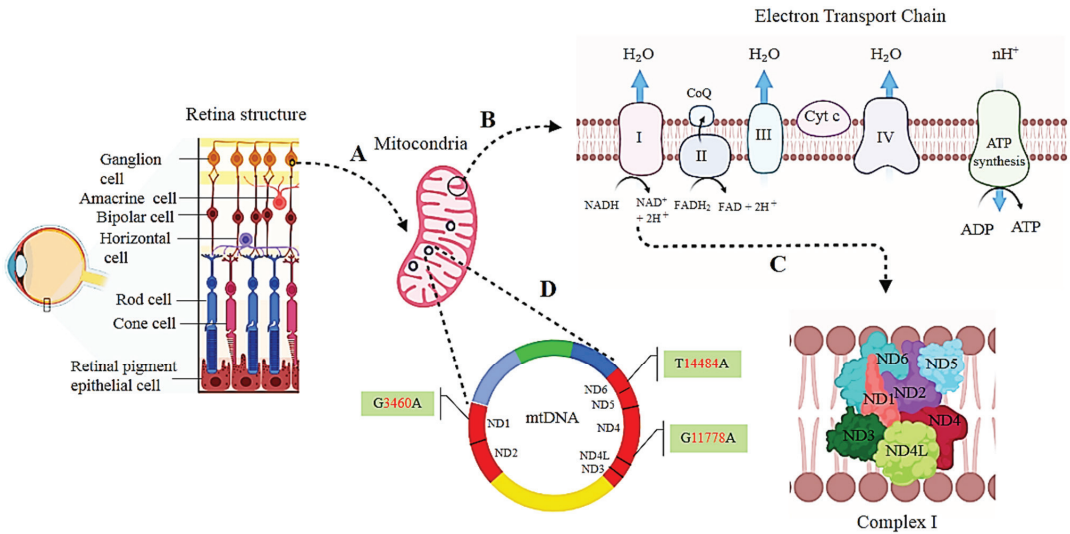 Electron Transport Chain
H₂O
H₂O
H₂O
nH⁺
CoQ
Cyt c
I
II
III
IV
ATP
synthesis
NADH
NAD⁺
+ 2H⁺
FADH₂
FAD + 2H⁺
ADP
ATP
Retina structure
Ganglion
cell
Amacrine cell
Bipolar cell
Horizontal
cell
Rod cell
Cone cell
Retinal pigment
epithelial cell
A
Mitocondria
B
C
D
G3460A
mtDNA
ND1
ND2
ND6
ND5
ND4
ND4L
ND3
T14484A
G11778A
ND6
ND5
ND1
ND2
ND3
ND4
ND4L
Complex I